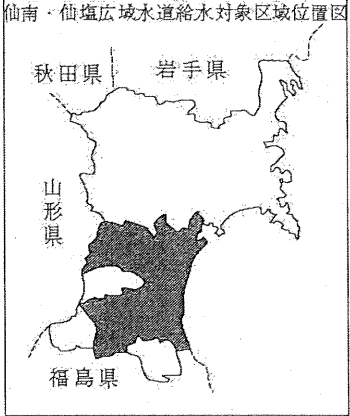 仙南・仙塩広域水道給水対象区域位置図
秋田県
岩手県
山形県
福島県